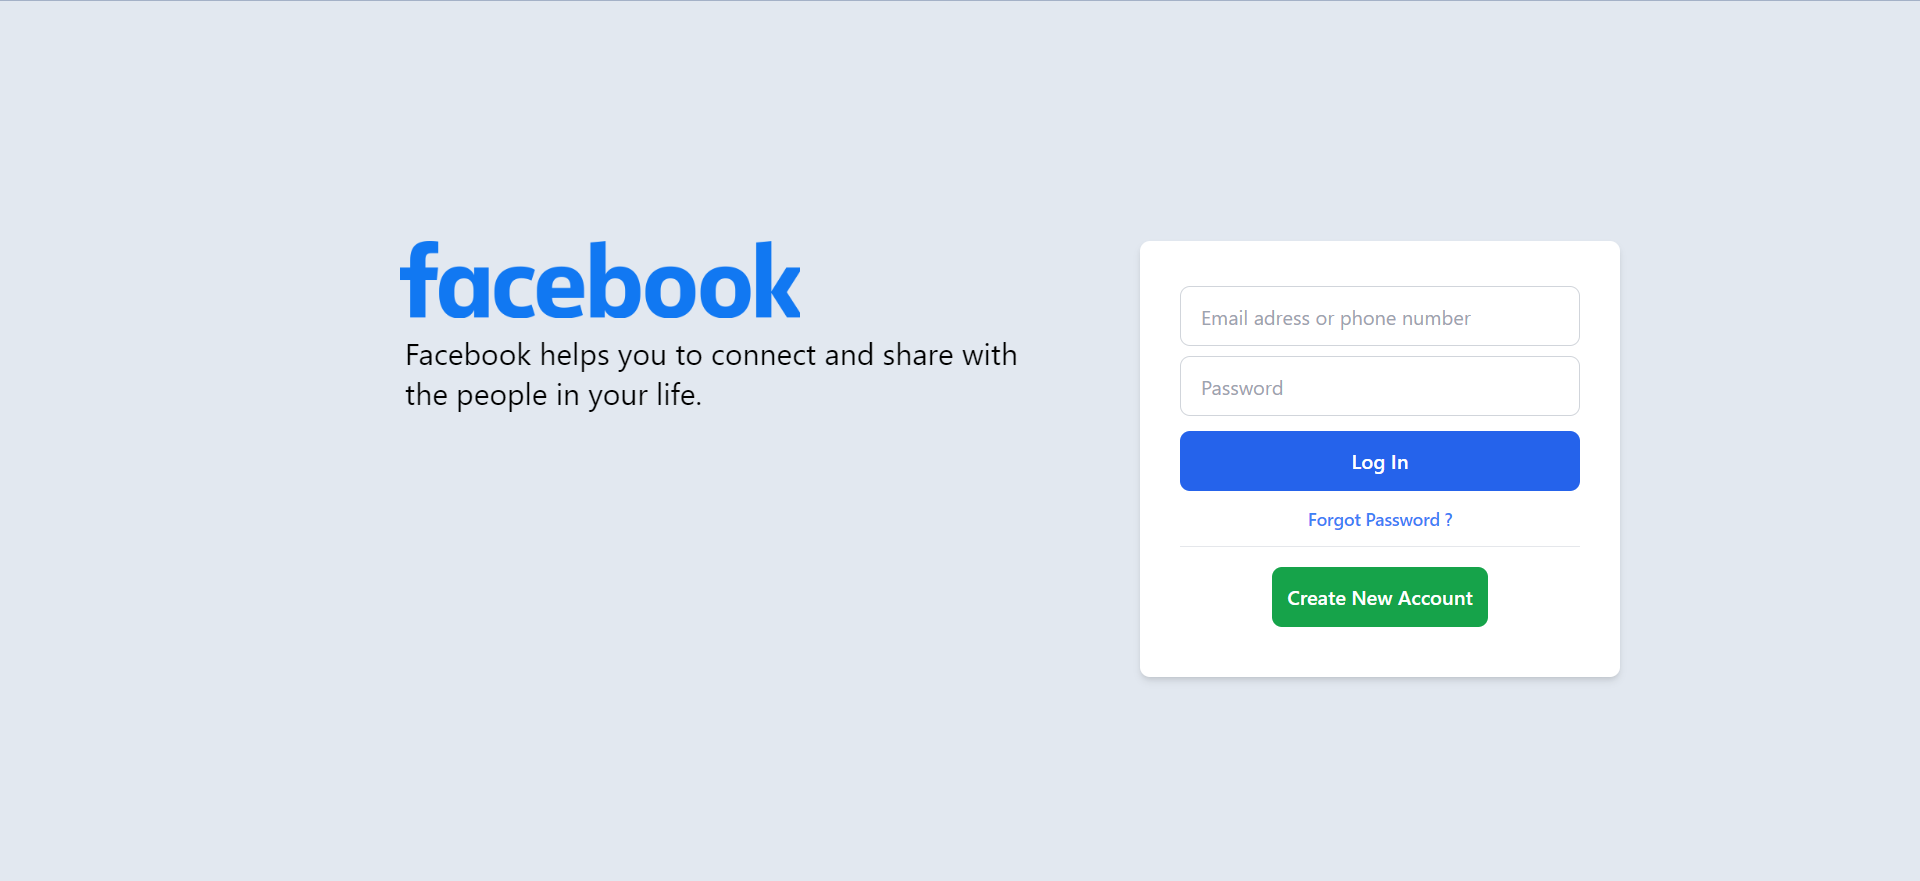 facebook
Facebook helps you to connect and share with
the people in your life.
Email adress or phone number
Password
Log In
Forgot Password ?
Create New Account